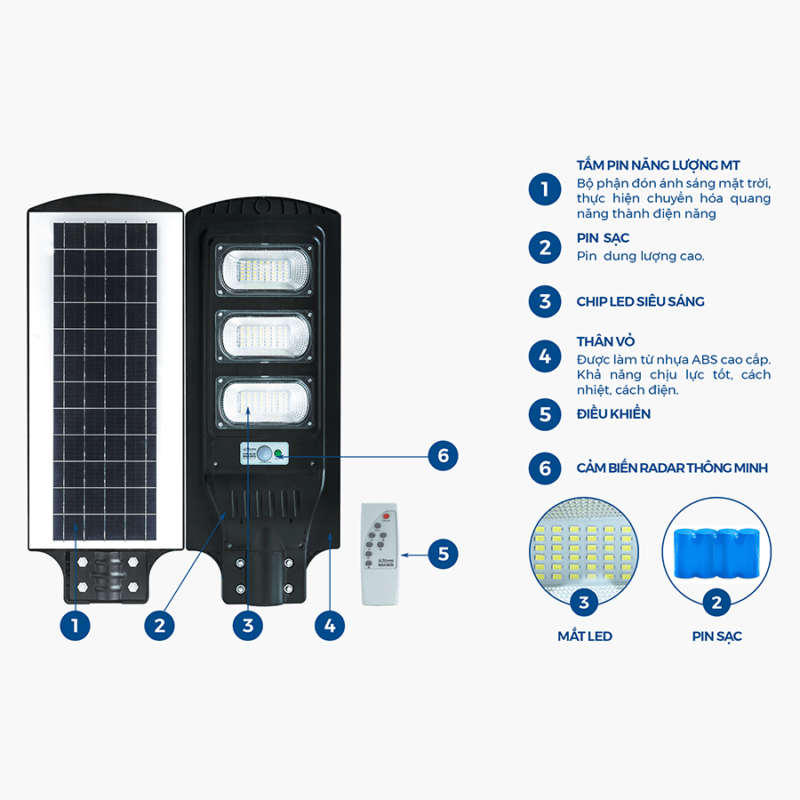 1
TẤM PIN NĂNG LƯỢNG MT
Bộ phận đón ánh sáng mặt trời,
thực hiện chuyển hóa quang
năng thành điện năng
2
PIN SẠC
Pin dung lượng cao.
3
CHIP LED SIÊU SÁNG
4
THÂN VỎ
Được làm từ nhựa ABS cao cấp.
Khả năng chịu lực tốt, cách
nhiệt, cách điện.
5
ĐIỀU KHIỂN
6
CẢM BIẾN RADAR THÔNG MINH
6
5
1
2
3
4
3
MẮT LED
2
PIN SẠC